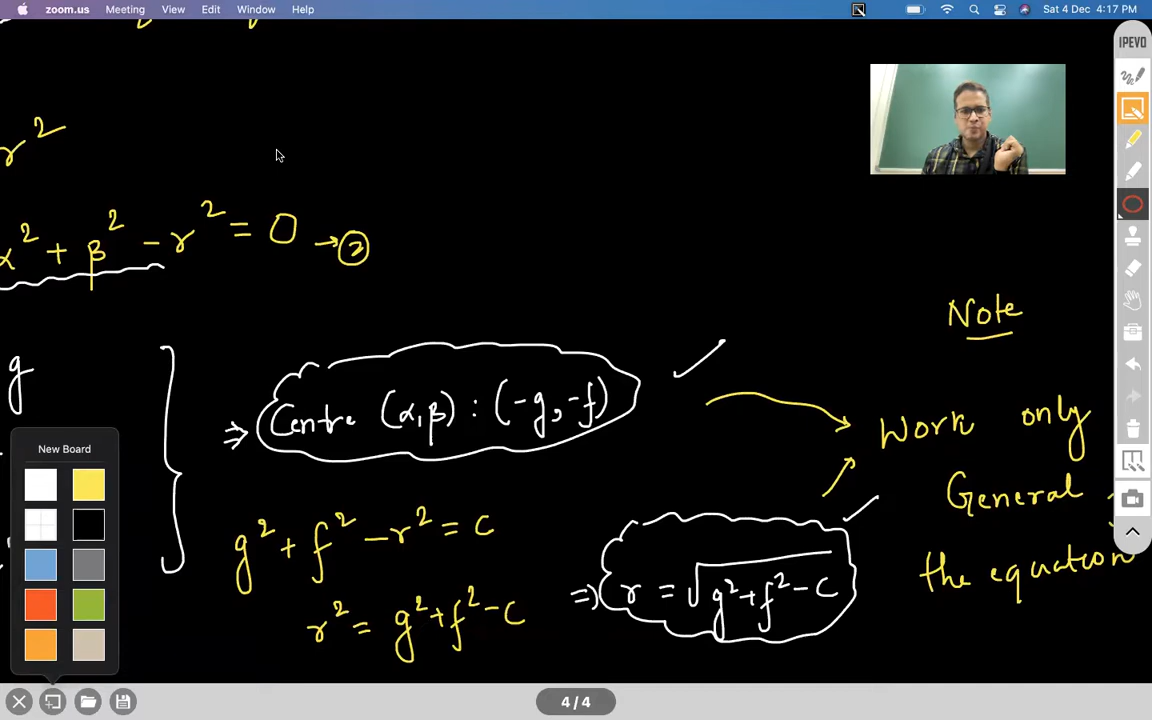 zoom.us Meeting View Edit Window Help Sat 4 Dec 4:17 PM
IPEVO
r²
α² + β² - r² = 0 → ②
Note
g
⇒ Centre (α, β) : (-g, -f)
Work only
New Board
General
g² + f² - r² = c
the equation
⇒ r = √g²+f²-c
r² = g²+f²-c
4/4